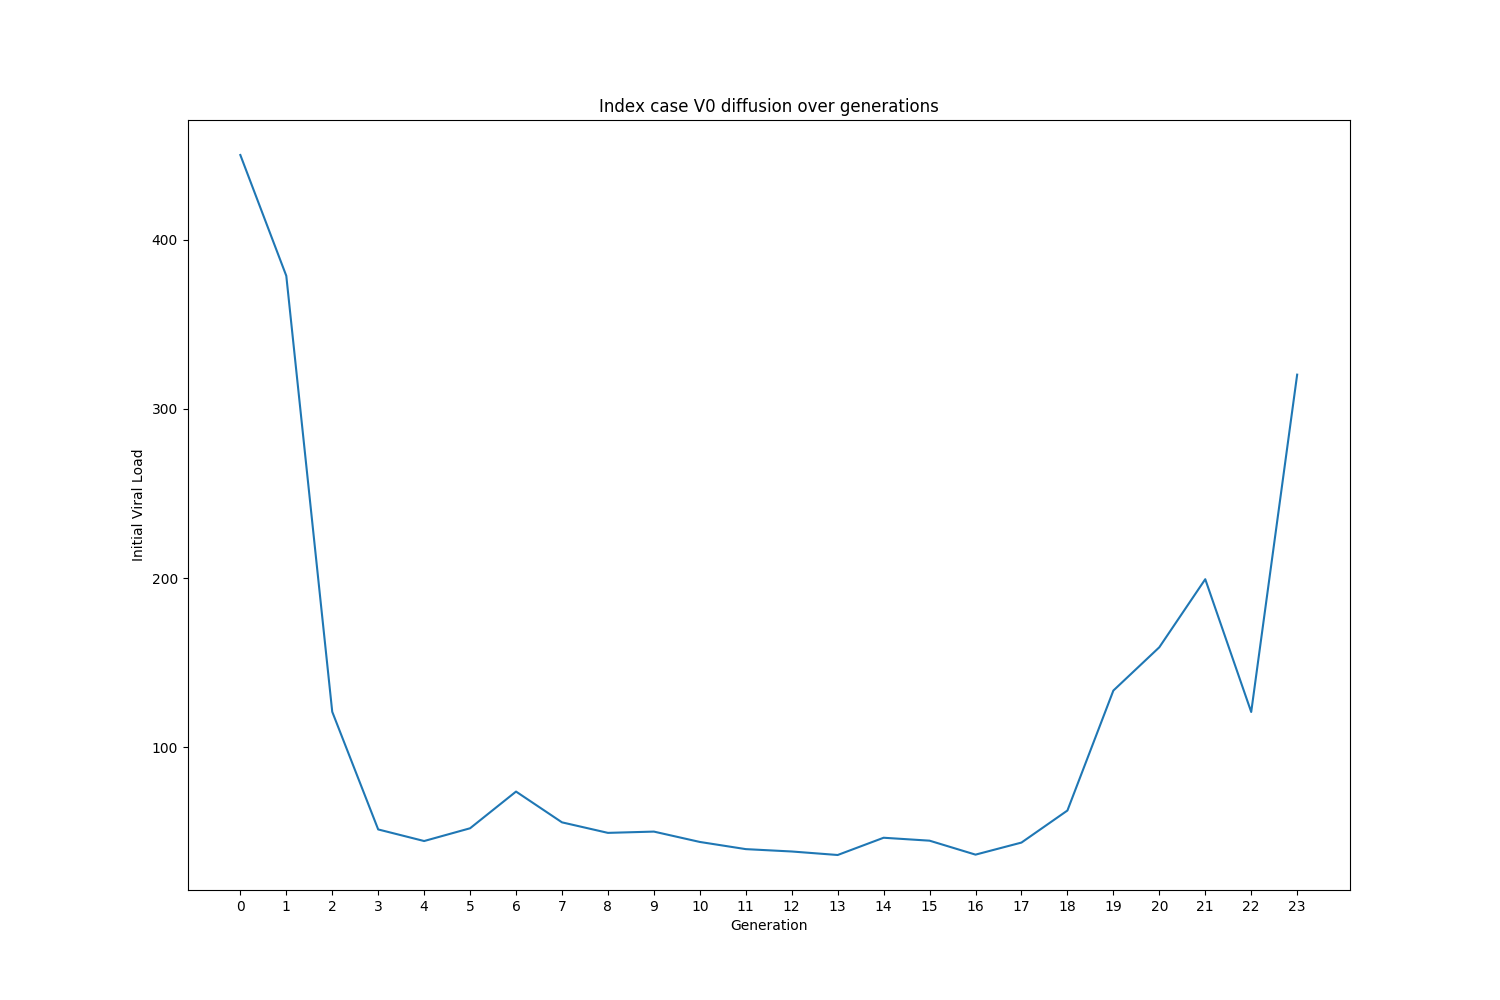 Index case V0 diffusion over generations
400
300
200
100
Initial Viral Load
0 1 2 3 4 5 6 7 8 9 10 11 12 13 14 15 16 17 18 19 20 21 22 23
Generation